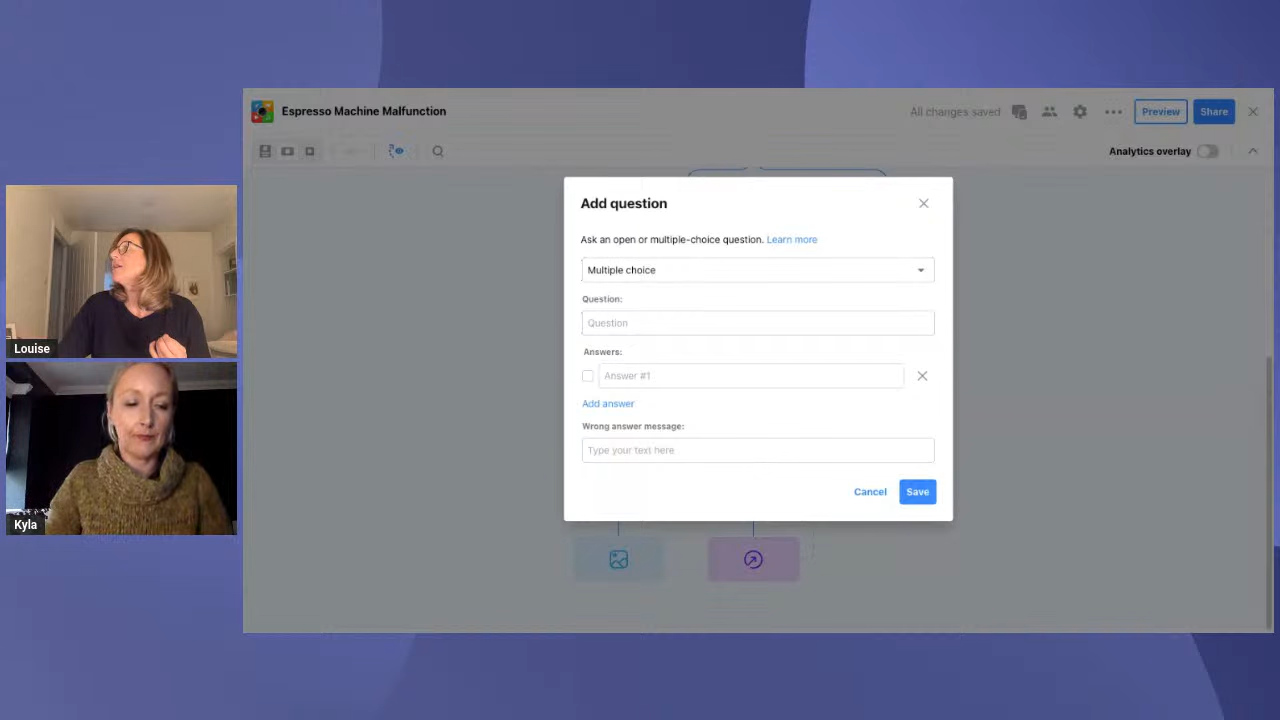 Espresso Machine Malfunction
All changes saved
Preview
Share
Analytics overlay
Add question
Ask an open or multiple-choice question. Learn more
Multiple choice
Question:
Question
Answers:
Answer #1
Add answer
Wrong answer message:
Type your text here
Cancel
Save
Louise
Kyla